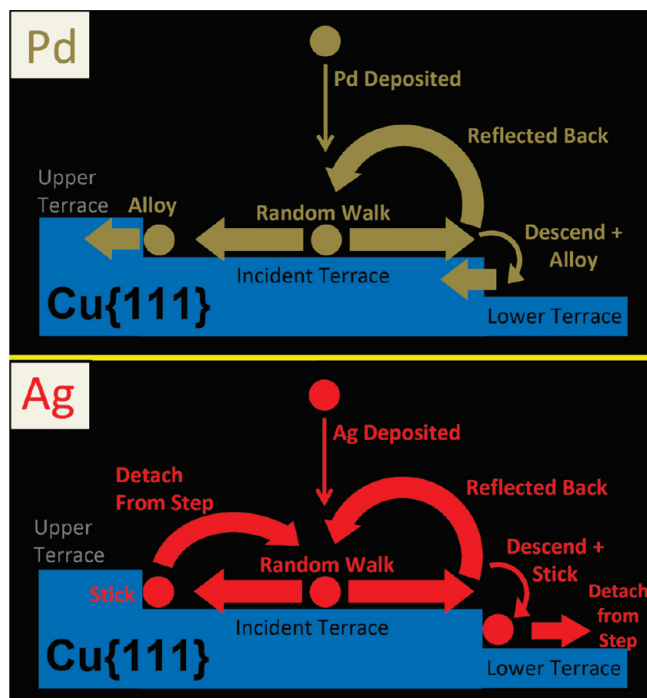 Pd
Pd Deposited
Reflected Back
Upper
Terrace
Alloy
Random Walk
Descend +
Alloy
Incident Terrace
Cu{111}
Lower Terrace
Ag
Ag Deposited
Detach
From Step
Reflected Back
Upper
Terrace
Random Walk
Descend +
Stick
Stick
Detach
from
Step
Incident Terrace
Cu{111}
Lower Terrace